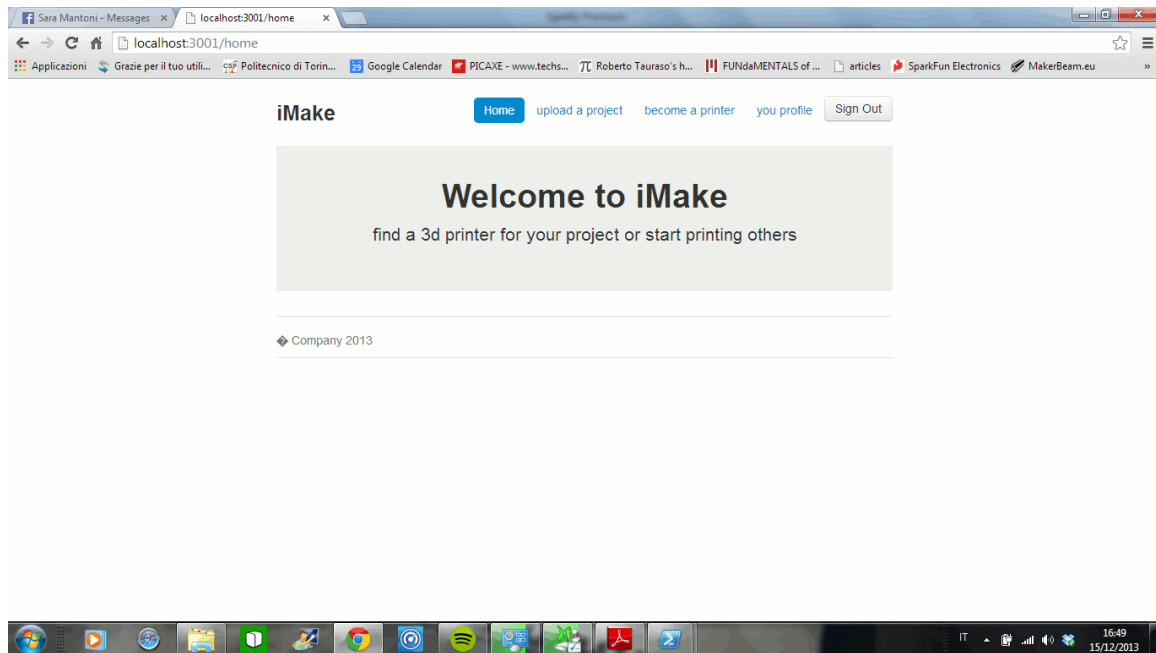 Sara Mantoni - Messages
localhost:3001/home
localhost:3001/home
Applicazioni Grazie per il tuo utili... Politecnico di Torin... 29 Google Calendar PICAXE - www.techs... Roberto Tauraso's h... FUNdaMENTALS of ... articles SparkFun Electronics MakerBeam.eu »
iMake Home upload a project become a printer you profile Sign Out
Welcome to iMake
find a 3d printer for your project or start printing others
� Company 2013
IT 16:49
15/12/2013